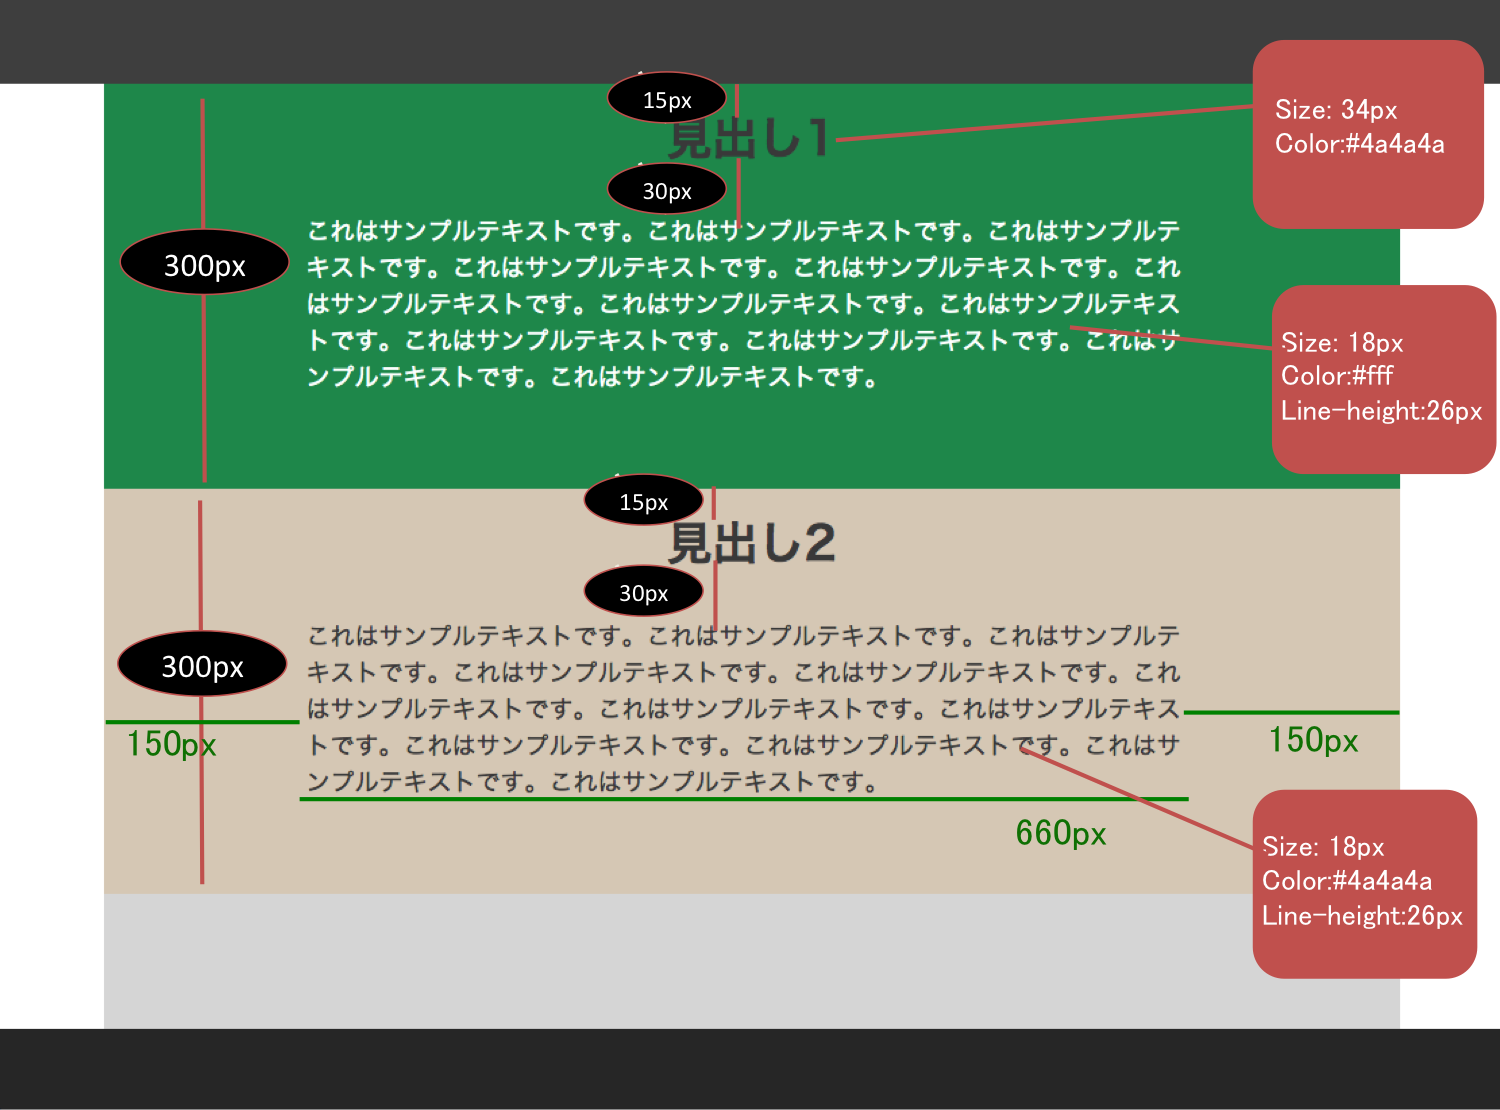 15px
見出し1
30px
Size: 34px
Color:#4a4a4a
300px
これはサンプルテキストです。これはサンプルテキストです。これはサンプルテ
キストです。これはサンプルテキストです。これはサンプルテキストです。これ
はサンプルテキストです。これはサンプルテキストです。これはサンプルテキス
トです。これはサンプルテキストです。これはサンプルテキストです。これはサ
ンプルテキストです。これはサンプルテキストです。
Size: 18px
Color:#fff
Line-height:26px
15px
見出し2
30px
300px
これはサンプルテキストです。これはサンプルテキストです。これはサンプルテ
キストです。これはサンプルテキストです。これはサンプルテキストです。これ
はサンプルテキストです。これはサンプルテキストです。これはサンプルテキス
トです。これはサンプルテキストです。これはサンプルテキストです。これはサ
ンプルテキストです。これはサンプルテキストです。
150px
150px
660px
Size: 18px
Color:#4a4a4a
Line-height:26px